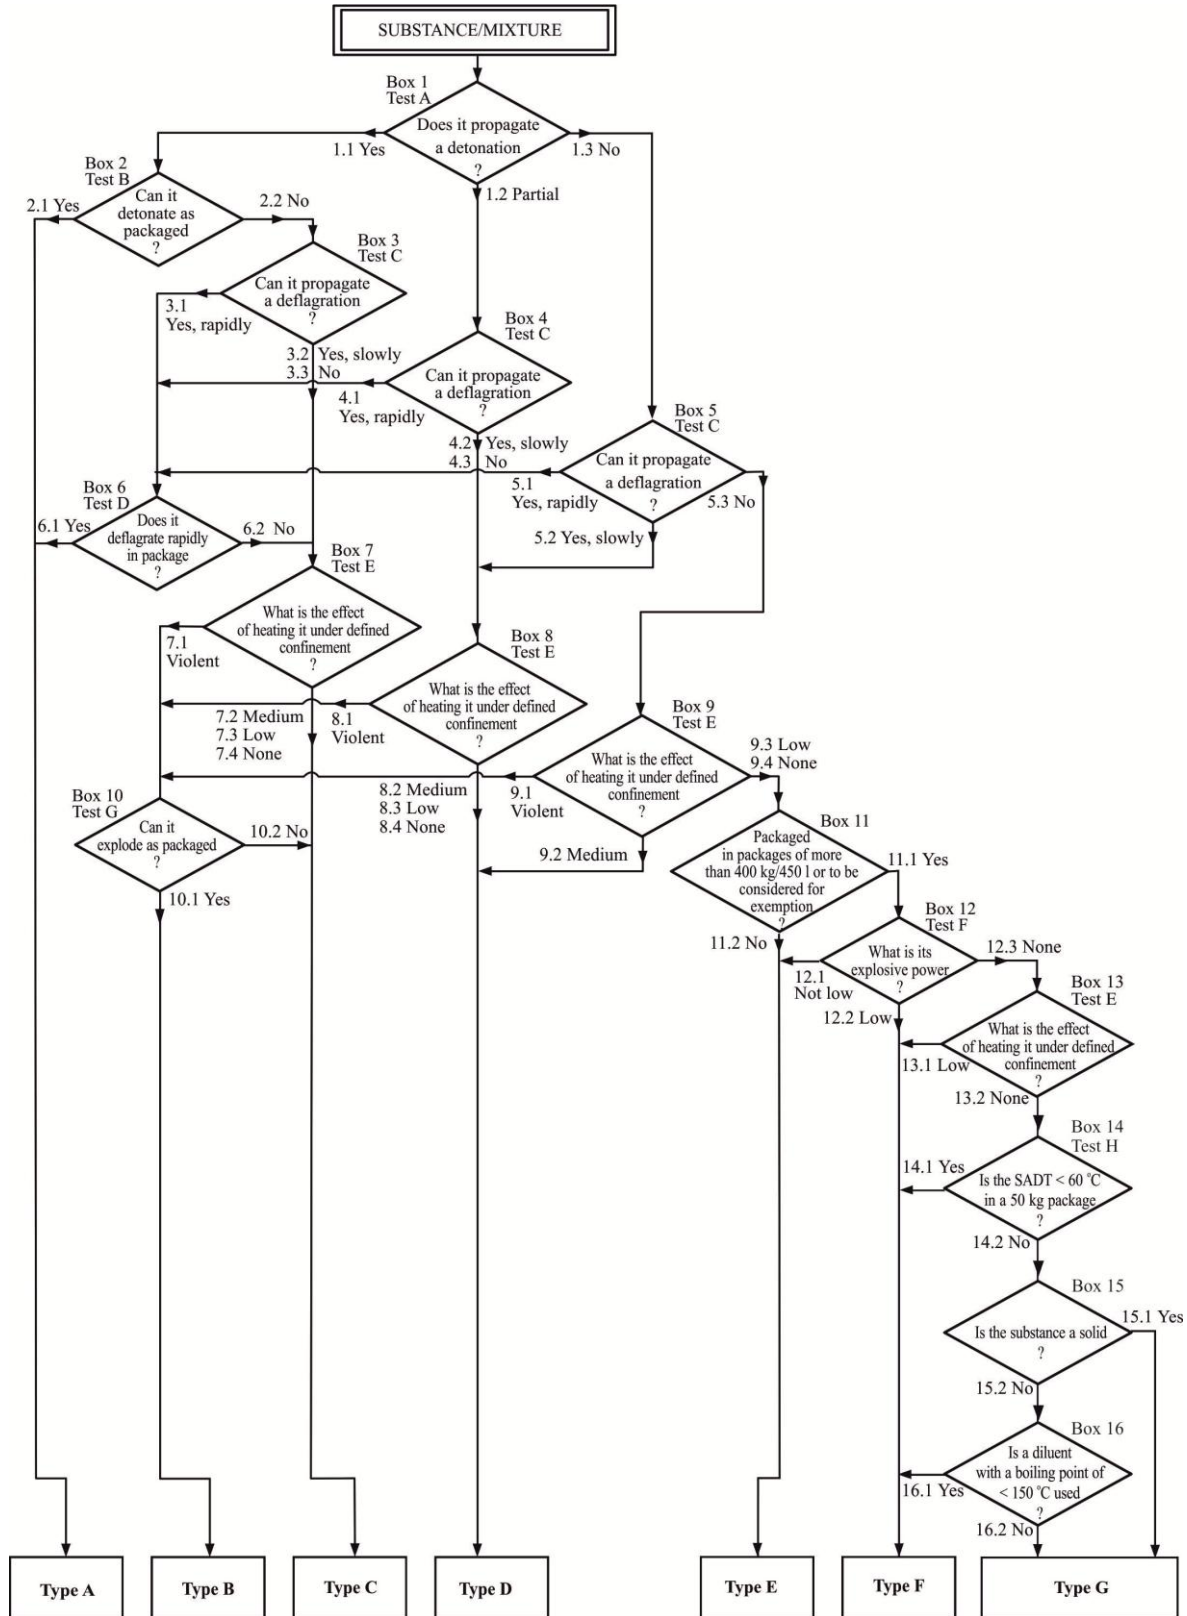 SUBSTANCE/MIXTURE
Box 1
Test A
Does it propagate
a detonation
?
1.1 Yes
1.3 No
1.2 Partial
Box 2
Test B
Can it
detonate as
packaged
?
2.1 Yes
2.2 No
Box 3
Test C
Can it propagate
a deflagration
?
3.1
Yes, rapidly
3.2 Yes, slowly
3.3 No
Box 4
Test C
Can it propagate
a deflagration
?
4.1
Yes, rapidly
4.2 Yes, slowly
4.3 No
Box 5
Test C
Can it propagate
a deflagration
?
5.1
Yes, rapidly
5.3 No
5.2 Yes, slowly
Box 6
Test D
Does it
deflagrate rapidly
in package
?
6.1 Yes
6.2 No
Box 7
Test E
What is the effect
of heating it under defined
confinement
?
7.1
Violent
7.2 Medium
7.3 Low
7.4 None
Box 8
Test E
What is the effect
of heating it under defined
confinement
?
8.1
Violent
8.2 Medium
8.3 Low
8.4 None
Box 9
Test E
What is the effect
of heating it under defined
confinement
?
9.3 Low
9.4 None
9.1
Violent
9.2 Medium
Box 10
Test G
Can it
explode as packaged
?
10.2 No
10.1 Yes
Box 11
Packaged
in packages of more
than 400 kg/450 l or to be
considered for
exemption
?
11.1 Yes
11.2 No
Box 12
Test F
What is its
explosive power
?
12.3 None
12.1
Not low
12.2 Low
Box 13
Test E
What is the effect
of heating it under defined
confinement
?
13.1 Low
13.2 None
Box 14
Test H
Is the SADT < 60 °C
in a 50 kg package
?
14.1 Yes
14.2 No
Box 15
Is the substance a solid
?
15.1 Yes
15.2 No
Box 16
Is a diluent
with a boiling point of
< 150 °C used
?
16.1 Yes
16.2 No
Type A
Type B
Type C
Type D
Type E
Type F
Type G